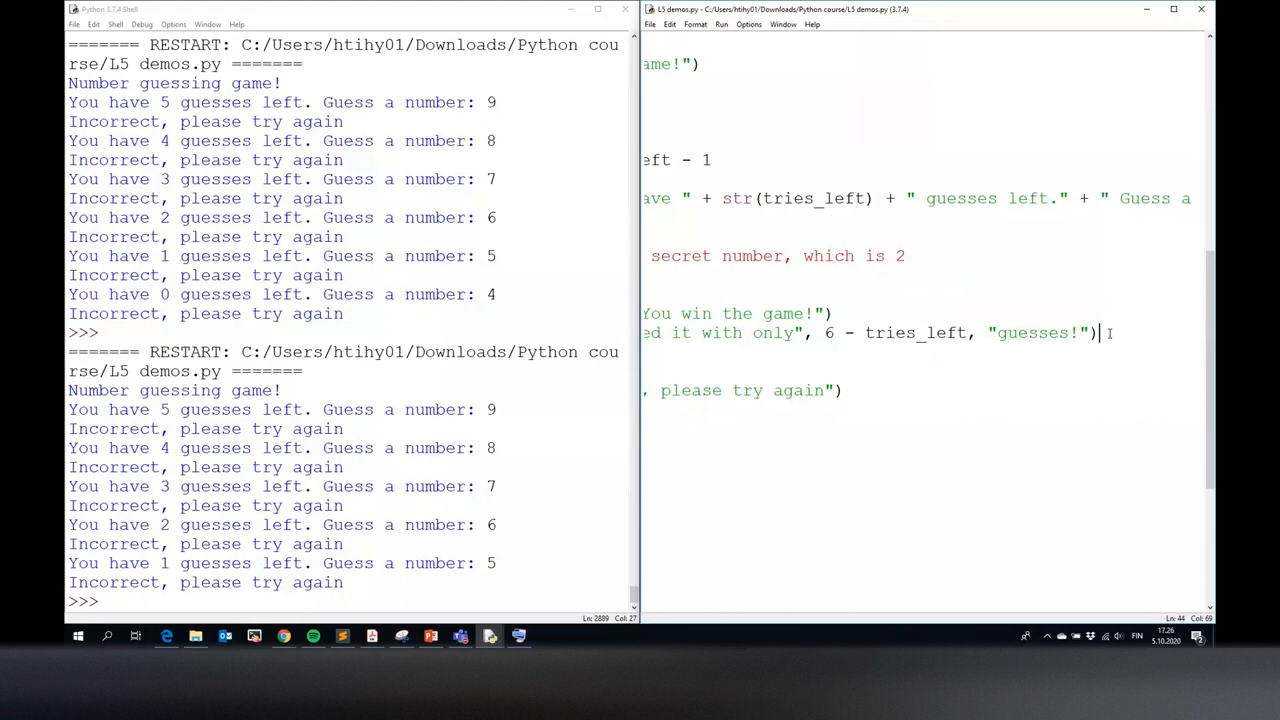 Python 3.7.4 Shell
File Edit Shell Debug Options Window Help
======= RESTART: C:/Users/htihy01/Downloads/Python cou
rse/L5 demos.py =======
Number guessing game!
You have 5 guesses left. Guess a number: 9
Incorrect, please try again
You have 4 guesses left. Guess a number: 8
Incorrect, please try again
You have 3 guesses left. Guess a number: 7
Incorrect, please try again
You have 2 guesses left. Guess a number: 6
Incorrect, please try again
You have 1 guesses left. Guess a number: 5
Incorrect, please try again
You have 0 guesses left. Guess a number: 4
Incorrect, please try again
>>>
======= RESTART: C:/Users/htihy01/Downloads/Python cou
rse/L5 demos.py =======
Number guessing game!
You have 5 guesses left. Guess a number: 9
Incorrect, please try again
You have 4 guesses left. Guess a number: 8
Incorrect, please try again
You have 3 guesses left. Guess a number: 7
Incorrect, please try again
You have 2 guesses left. Guess a number: 6
Incorrect, please try again
You have 1 guesses left. Guess a number: 5
Incorrect, please try again
>>>
Ln: 2889 Col: 27
L5 demos.py - C:/Users/htihy01/Downloads/Python course/L5 demos.py (3.7.4)
File Edit Format Run Options Window Help
ame!")
eft - 1
ave " + str(tries_left) + " guesses left." + " Guess a
secret number, which is 2
You win the game!")
ed it with only", 6 - tries_left, "guesses!")
, please try again")
Ln: 44 Col: 69
FIN
17.26
5.10.2020
2